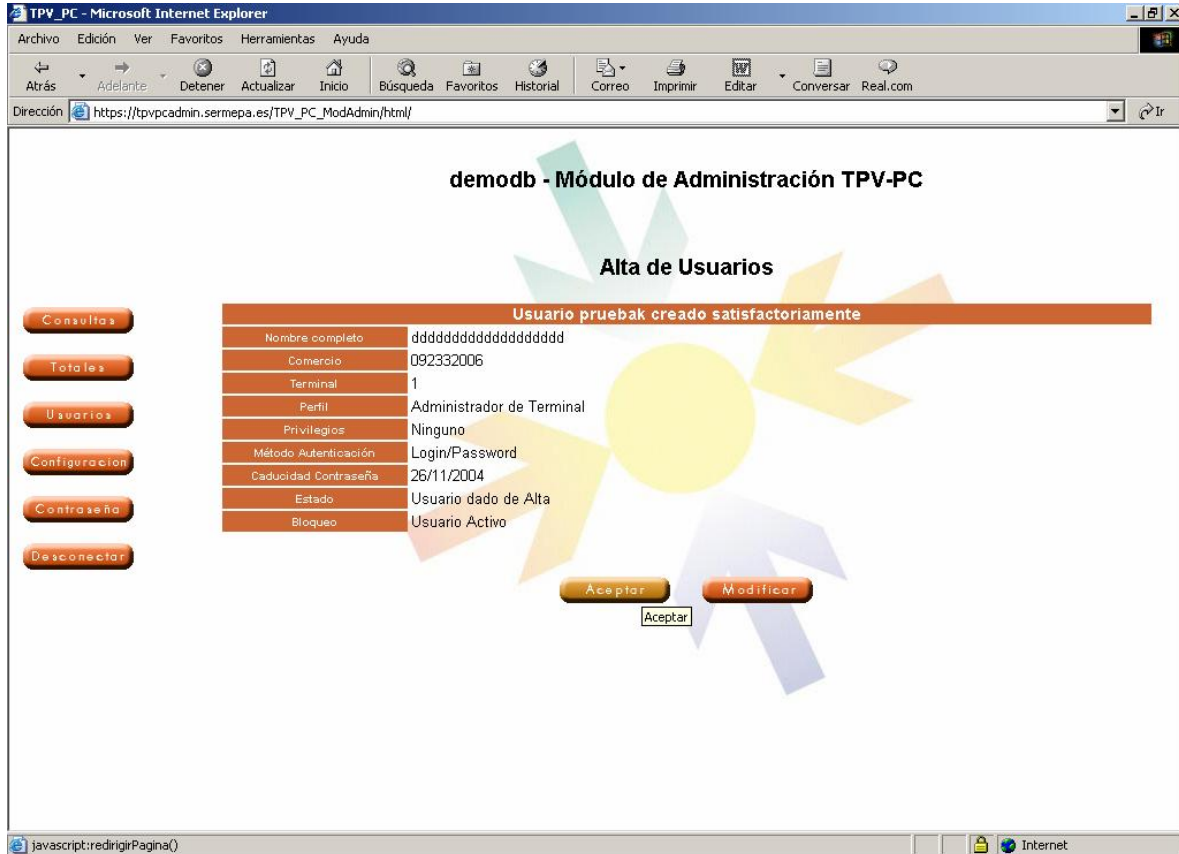 TPV_PC - Microsoft Internet Explorer
Archivo Edición Ver Favoritos Herramientas Ayuda
Atrás Adelante Detener Actualizar Inicio Búsqueda Favoritos Historial Correo Imprimir Editar Conversar Real.com
Dirección https://tpvpcadmin.sermepa.es/TPV_PC_ModAdmin/html/ Ir
demodb - Módulo de Administración TPV-PC
Alta de Usuarios
Consultas
Totales
Usuarios
Configuracion
Contraseña
Desconectar
Usuario pruebak creado satisfactoriamente
Nombre completo ddddddddddddddddddd
Comercio 092332006
Terminal 1
Perfil Administrador de Terminal
Privilegios Ninguno
Método Autenticación Login/Password
Caducidad Contraseña 26/11/2004
Estado Usuario dado de Alta
Bloqueo Usuario Activo
Aceptar Modificar
Aceptar
javascript:redirigirPagina() Internet